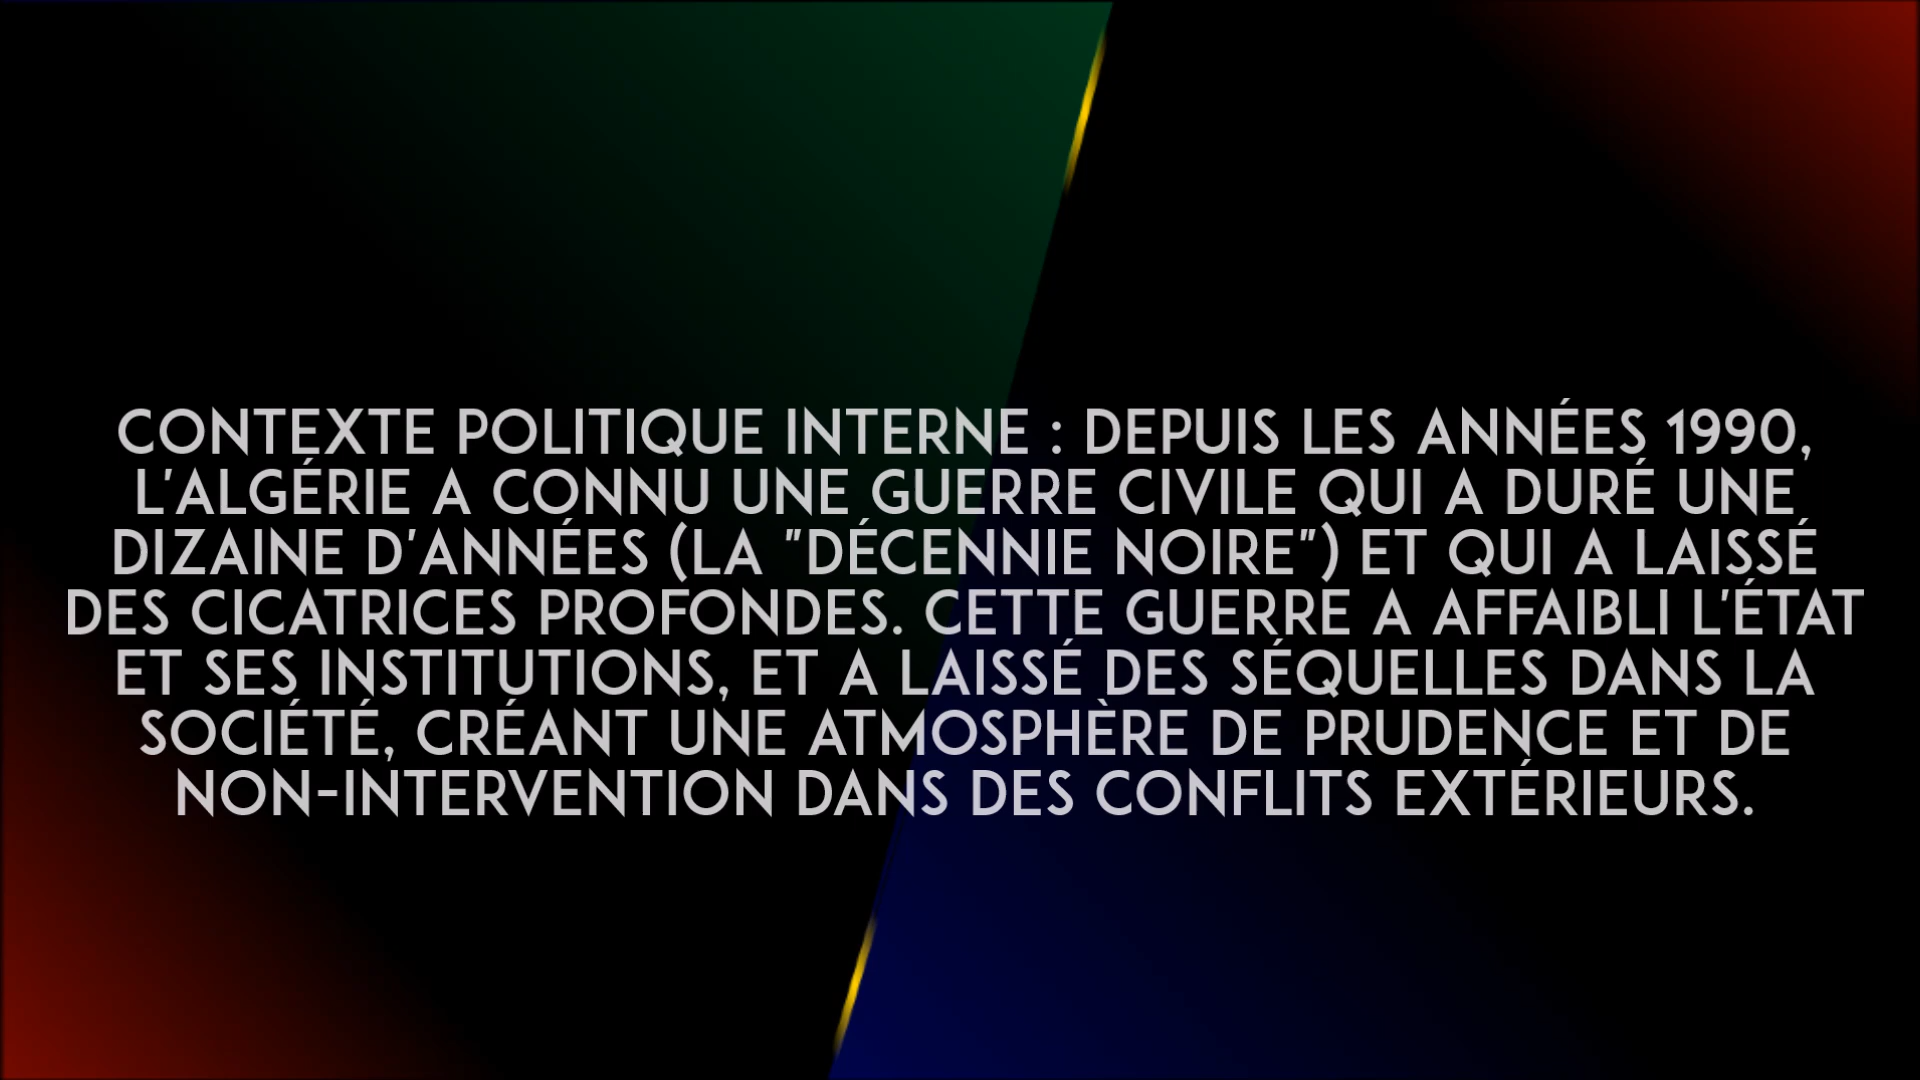 CONTEXTE POLITIQUE INTERNE : DEPUIS LES ANNÉES 1990,
L'ALGÉRIE A CONNU UNE GUERRE CIVILE QUI A DURÉ UNE
DIZAINE D'ANNÉES (LA "DÉCENNIE NOIRE") ET QUI A LAISSÉ
DES CICATRICES PROFONDES. CETTE GUERRE A AFFAIBLI L'ÉTAT
ET SES INSTITUTIONS, ET A LAISSÉ DES SÉQUELLES DANS LA
SOCIÉTÉ, CRÉANT UNE ATMOSPHÈRE DE PRUDENCE ET DE
NON-INTERVENTION DANS DES CONFLITS EXTÉRIEURS.